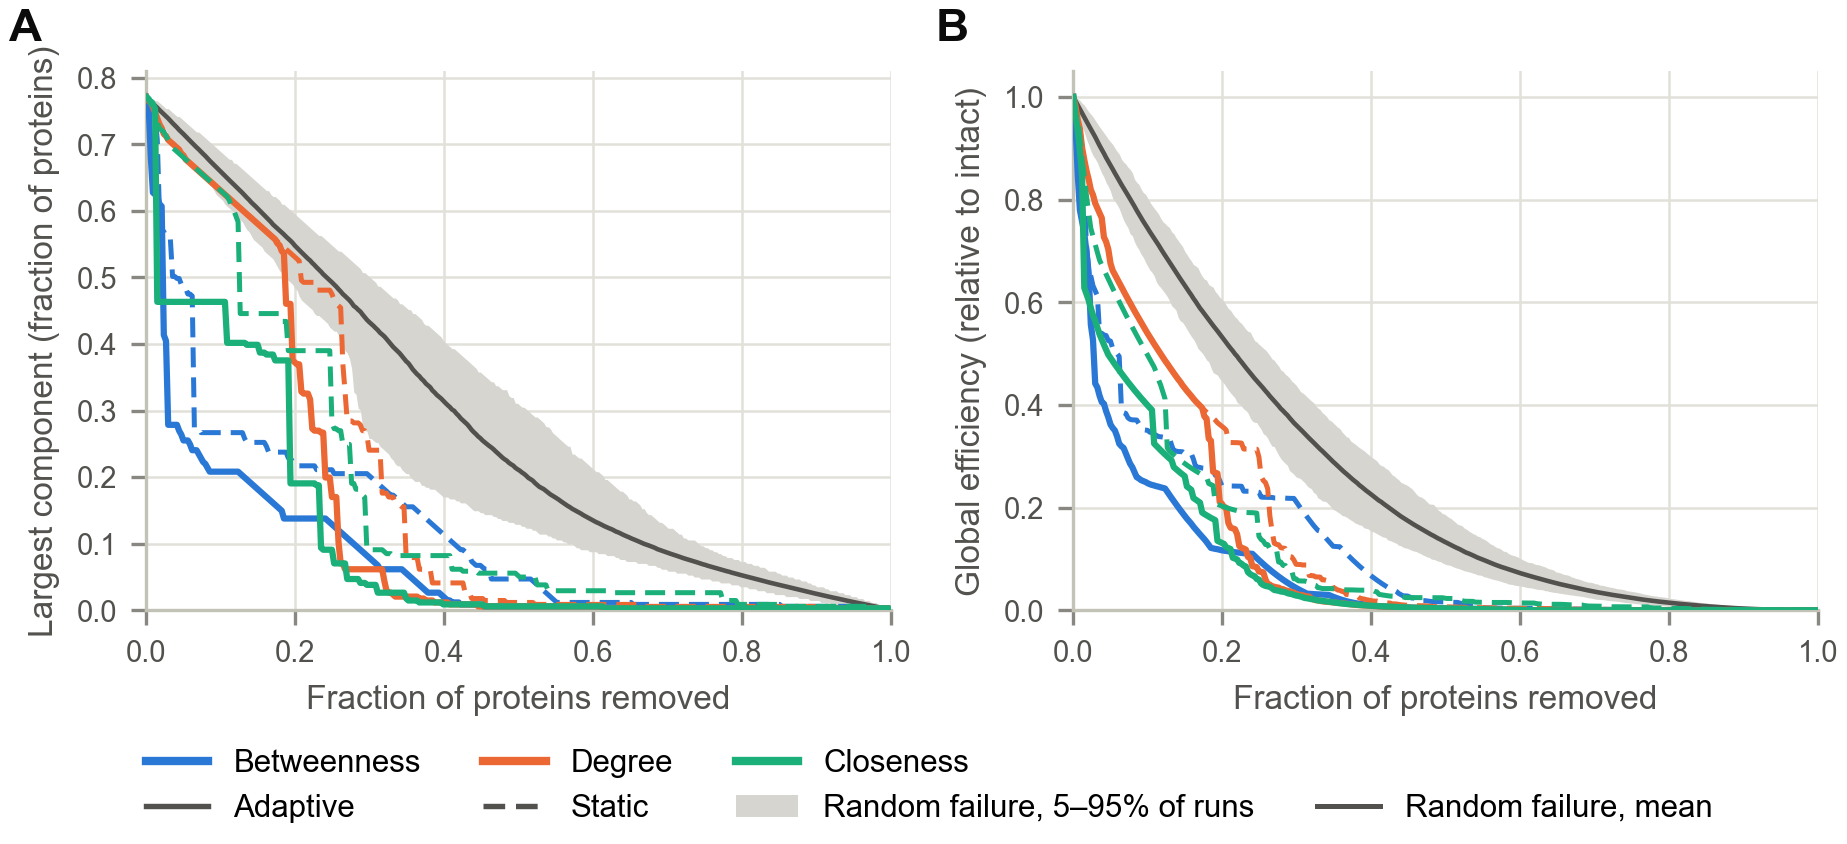 A
B
Largest component (fraction of proteins)
0.8
0.7
0.6
0.5
0.4
0.3
0.2
0.1
0.0
0.0 0.2 0.4 0.6 0.8 1.0
Fraction of proteins removed
Global efficiency (relative to intact)
1.0
0.8
0.6
0.4
0.2
0.0
0.0 0.2 0.4 0.6 0.8 1.0
Fraction of proteins removed
Betweenness Degree Closeness
Adaptive Static Random failure, 5–95% of runs Random failure, mean